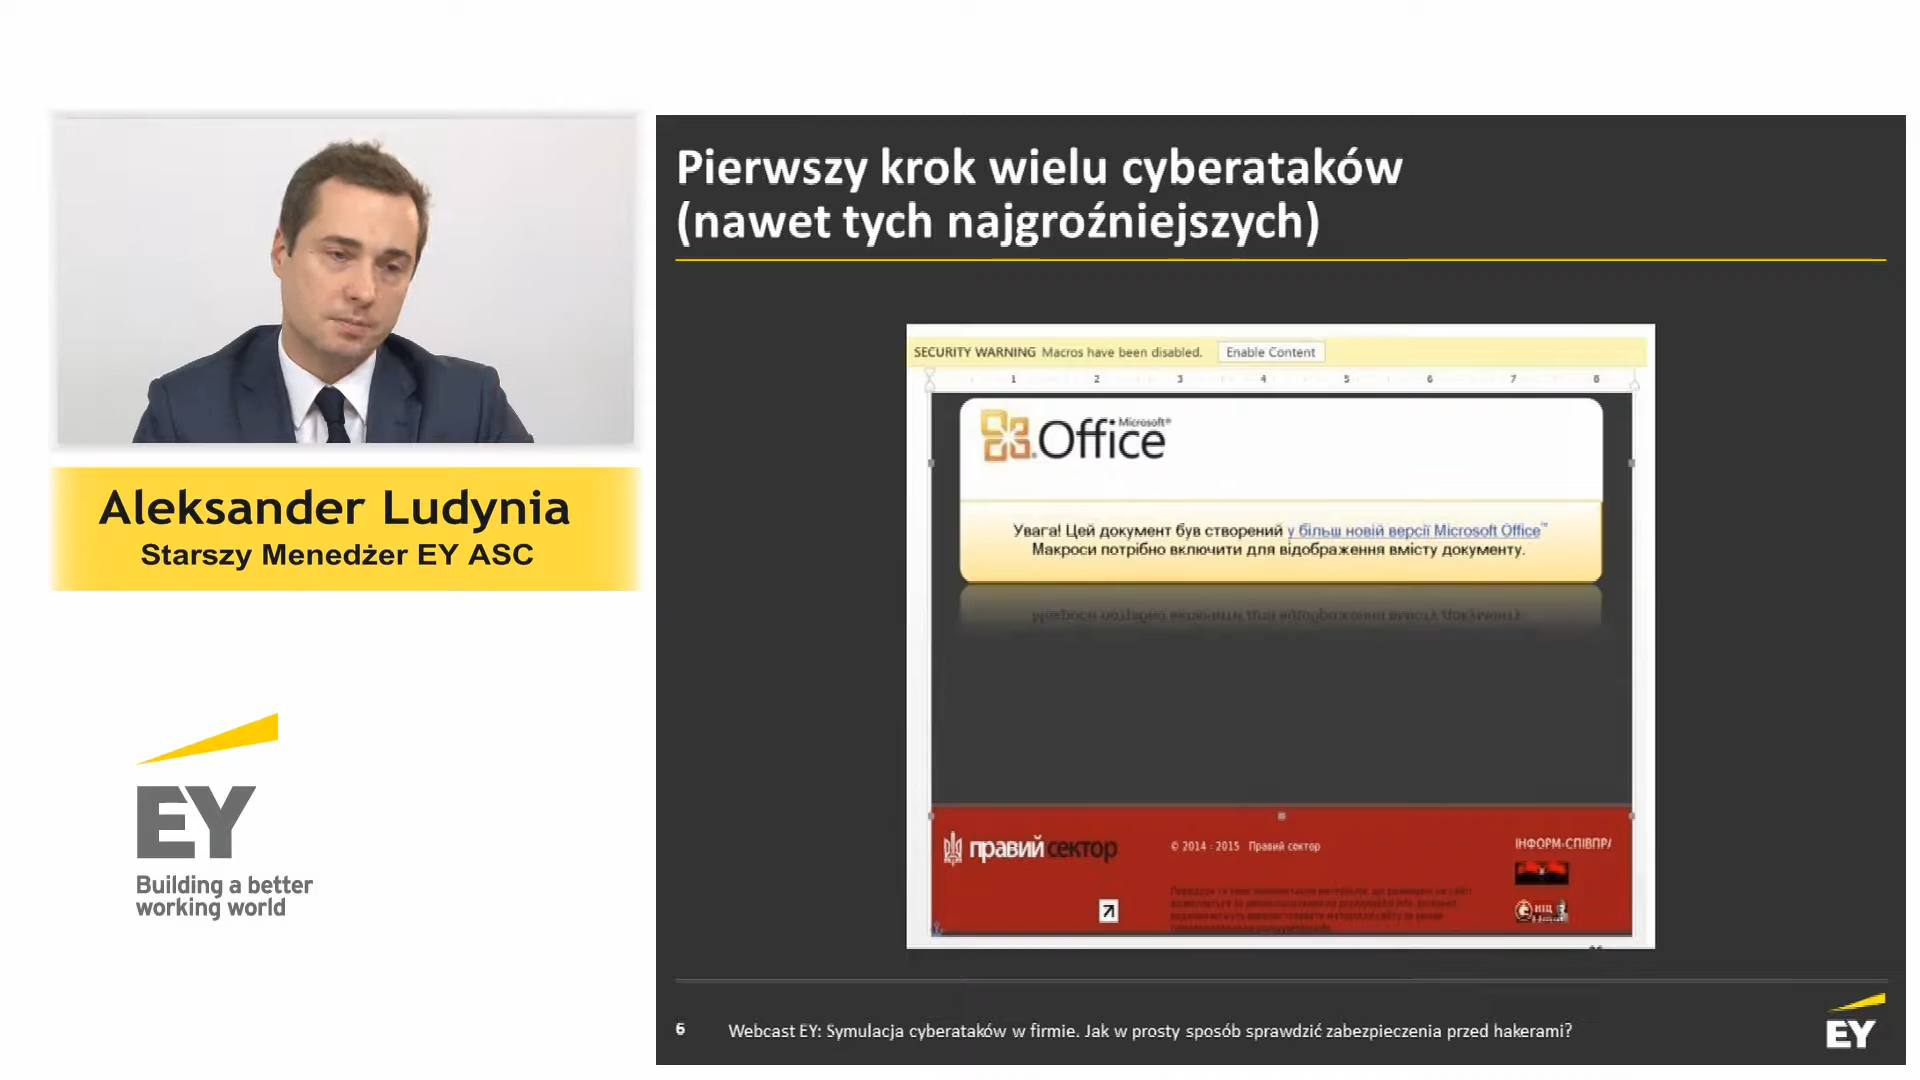 Aleksander Ludynia
Starszy Menedżer EY ASC
EY
Building a better
working world
Pierwszy krok wielu cyberataków
(nawet tych najgroźniejszych)
SECURITY WARNING Macros have been disabled. Enable Content
1 2 3 4 5 6 7 8
Microsoft®
Office
Увага! Цей документ був створений у більш новій версії Microsoft Office™
Макроси потрібно включити для відображення вмісту документу.
правий сектор
© 2014 - 2015 Правий сектор
ІНФОРМ-СПІВПРА
НІЦ
6
Webcast EY: Symulacja cyberataków w firmie. Jak w prosty sposób sprawdzić zabezpieczenia przed hakerami?
EY